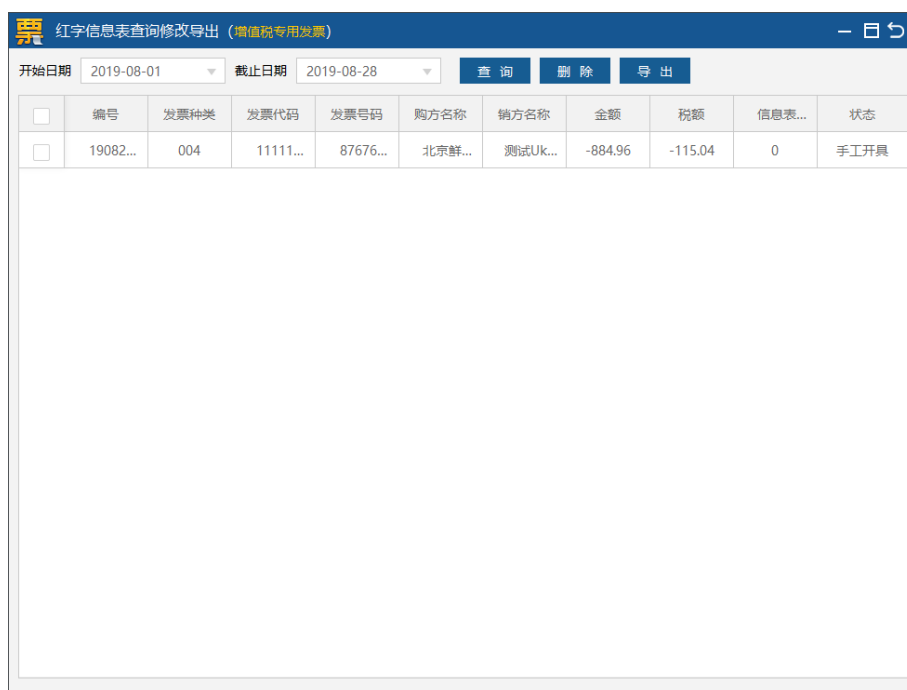 票 红字信息表查询修改导出（增值税专用发票）
开始日期 2019-08-01 截止日期 2019-08-28 查 询 删 除 导 出
编号 发票种类 发票代码 发票号码 购方名称 销方名称 金额 税额 信息表... 状态
19082... 004 11111... 87676... 北京鲜... 测试Uk... -884.96 -115.04 0 手工开具